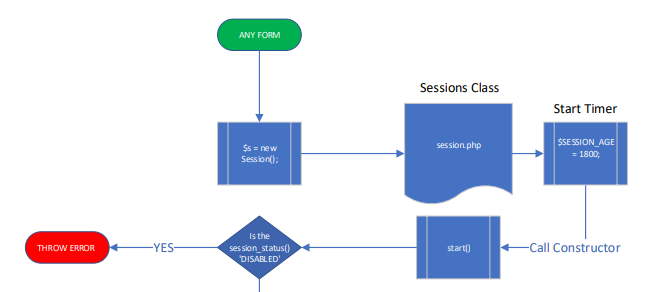 ANY FORM
Sessions Class
Start Timer
$s = new
Session();
session.php
$SESSION_AGE
= 1800;
THROW ERROR
YES
Is the
session_status()
'DISABLED'
start()
Call Constructor